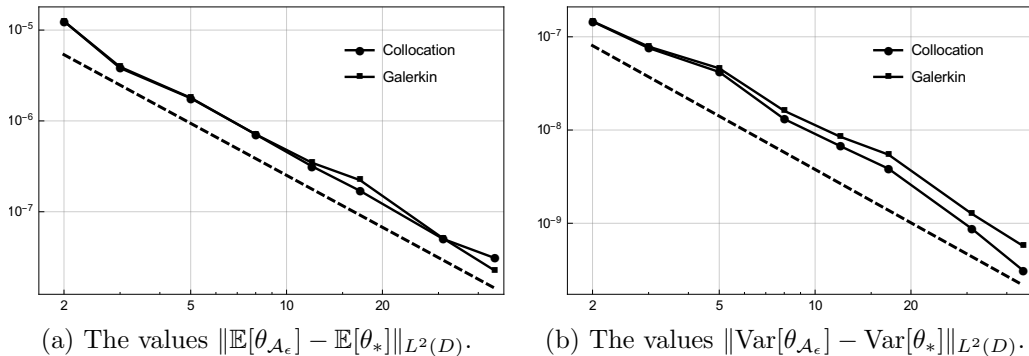 10⁻⁵
10⁻⁶
10⁻⁷
Collocation
Galerkin
2 5 10 20
(a) The values ‖𝔼[θ_{𝒜_ϵ}] − 𝔼[θ_*]‖_{L²(D)}.
10⁻⁷
10⁻⁸
10⁻⁹
Collocation
Galerkin
2 5 10 20
(b) The values ‖Var[θ_{𝒜_ϵ}] − Var[θ_*]‖_{L²(D)}.